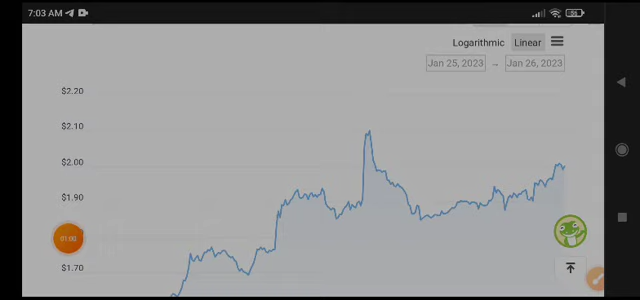 7:03 AM
Logarithmic Linear
Jan 25, 2023 → Jan 26, 2023
$2.20
$2.10
$2.00
$1.90
01:00
$1.70